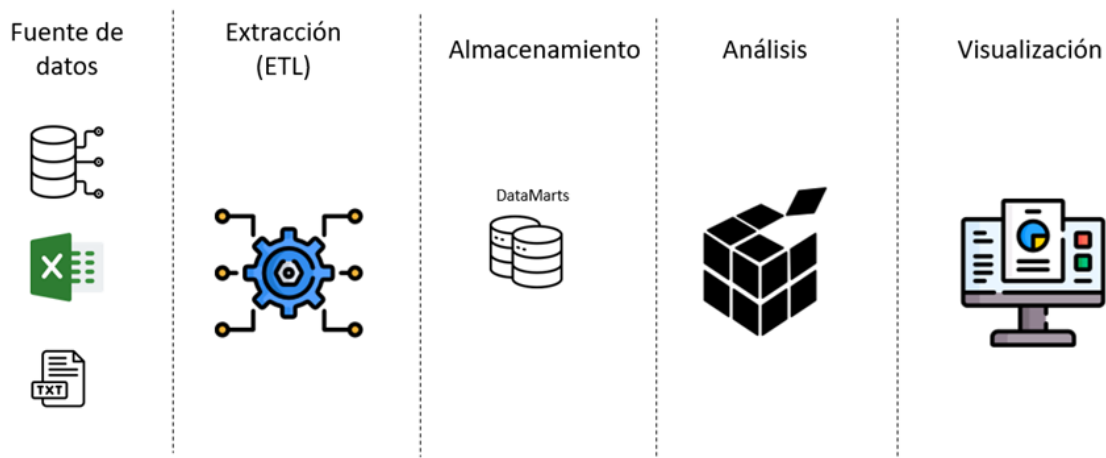 Fuente de
datos
Extracción
(ETL)
Almacenamiento
Análisis
Visualización
DataMarts
X
TXT